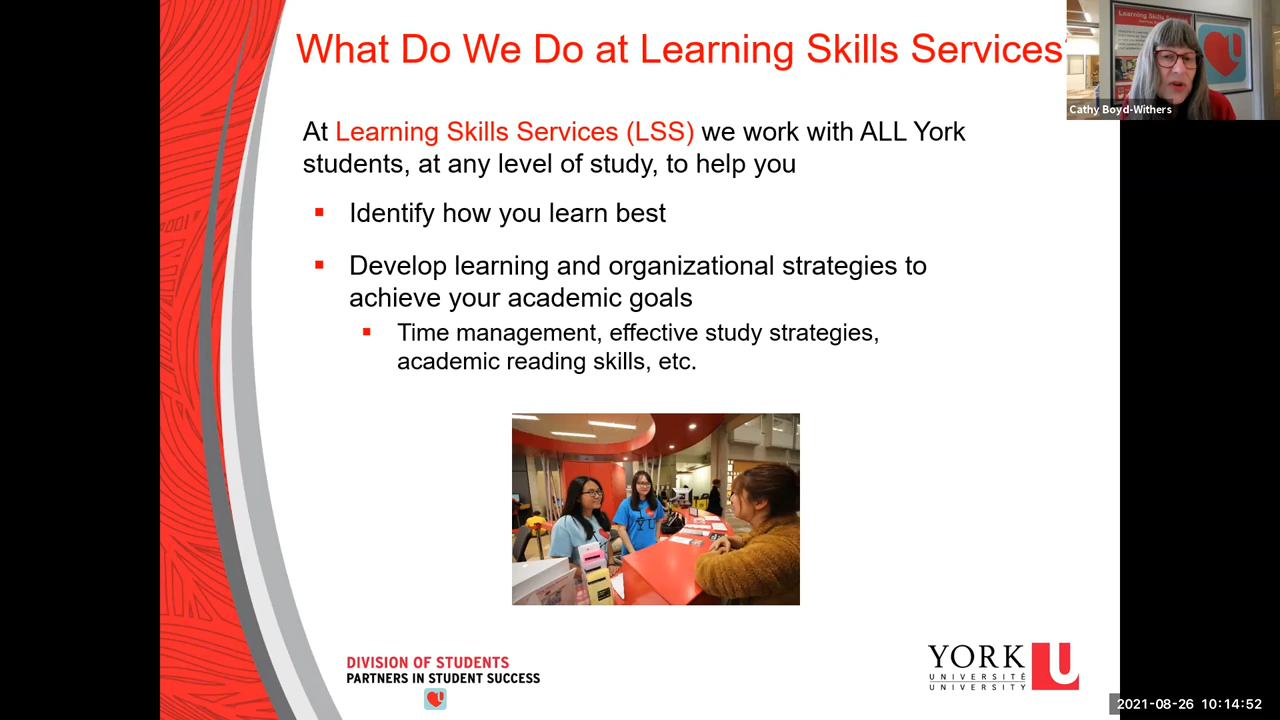 What Do We Do at Learning Skills Services
Learning Skills Services
Cathy Boyd-Withers
At Learning Skills Services (LSS) we work with ALL York
students, at any level of study, to help you
Identify how you learn best
Develop learning and organizational strategies to
achieve your academic goals
Time management, effective study strategies,
academic reading skills, etc.
DIVISION OF STUDENTS
PARTNERS IN STUDENT SUCCESS
YORK U
UNIVERSITÉ
UNIVERSITY
2021-08-26 10:14:52